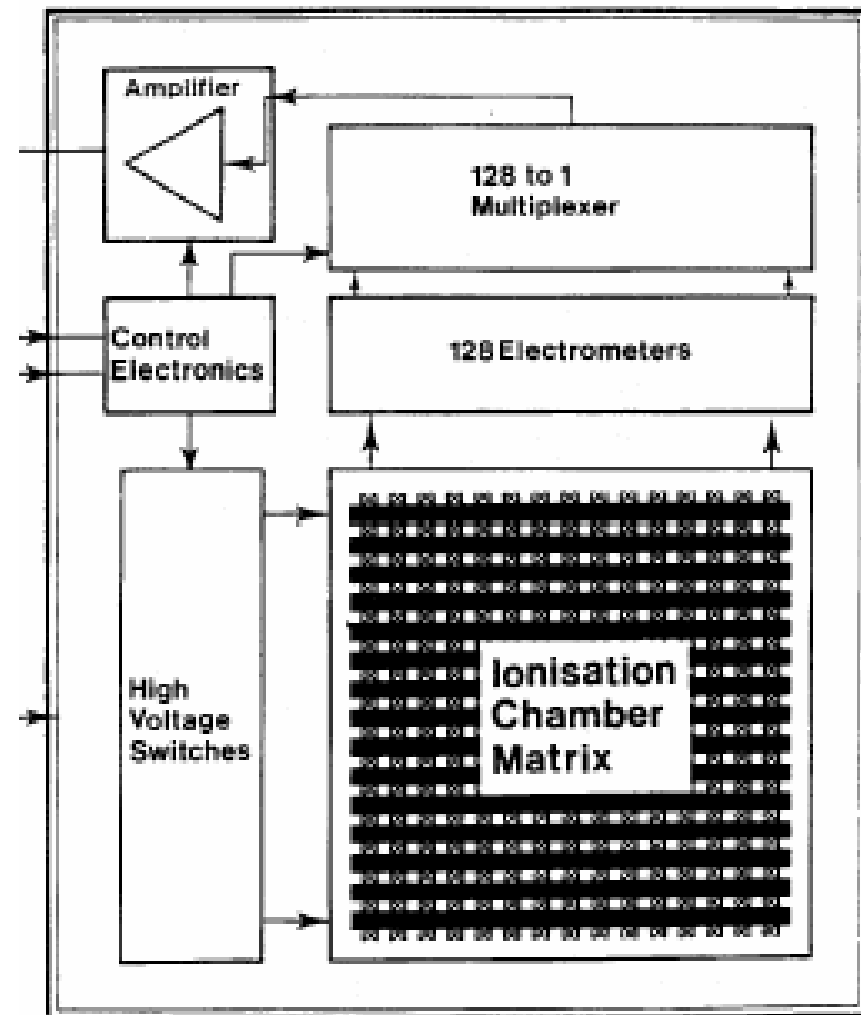 Amplifier
128 to 1
Multiplexer
Control
Electronics
128 Electrometers
High
Voltage
Switches
Ionisation
Chamber
Matrix